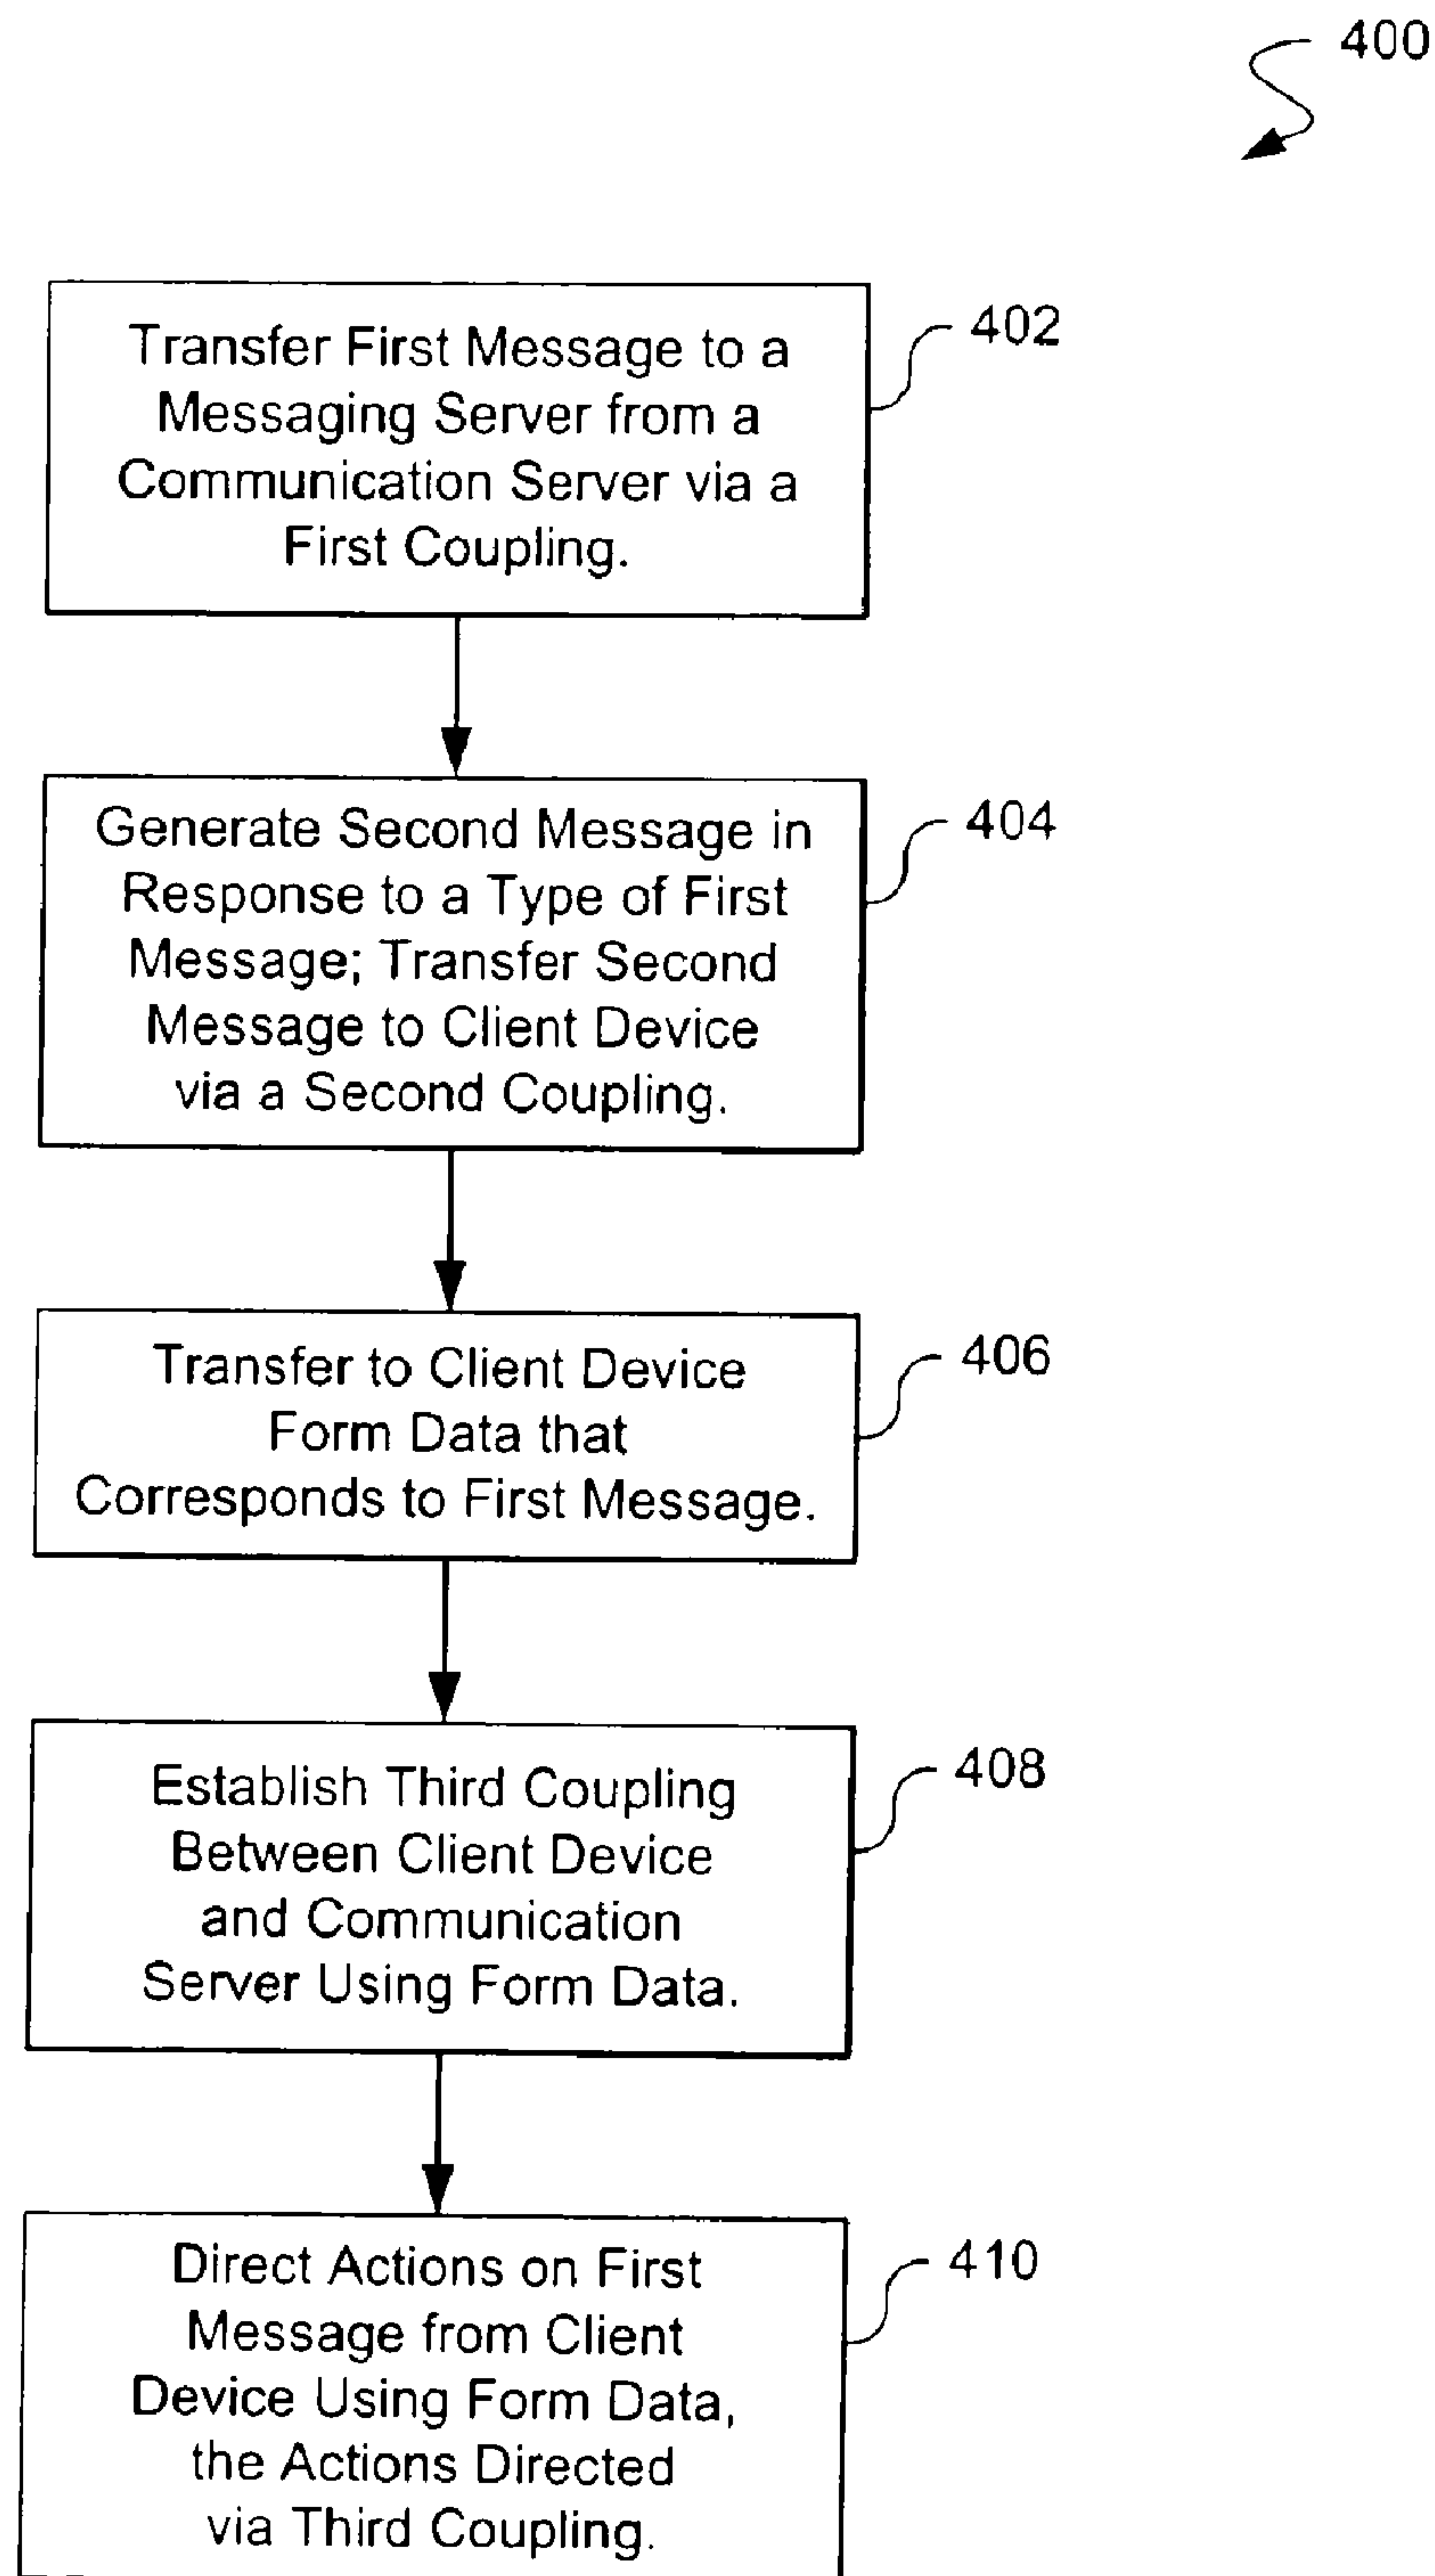 400
Transfer First Message to a
Messaging Server from a
Communication Server via a
First Coupling.
402
Generate Second Message in
Response to a Type of First
Message; Transfer Second
Message to Client Device
via a Second Coupling.
404
Transfer to Client Device
Form Data that
Corresponds to First Message.
406
Establish Third Coupling
Between Client Device
and Communication
Server Using Form Data.
408
Direct Actions on First
Message from Client
Device Using Form Data,
the Actions Directed
via Third Coupling.
410